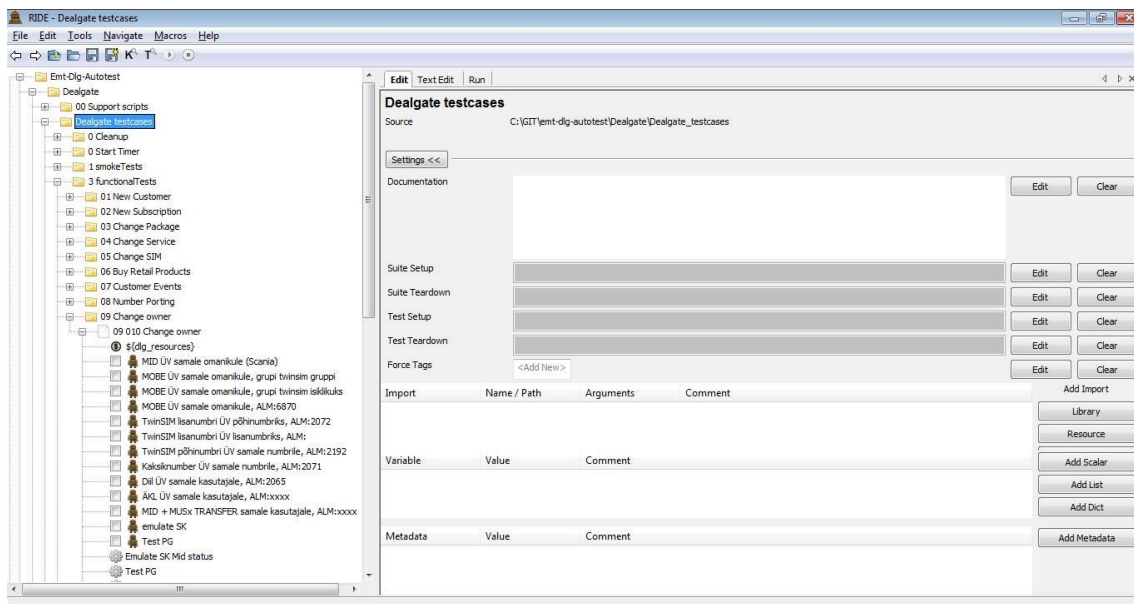 RIDE - Dealgate testcases
File Edit Tools Navigate Macros Help
Emt-Dlg-Autotest
Dealgate
00 Support scripts
Dealgate testcases
0 Cleanup
0 Start Timer
1 smokeTests
3 functionalTests
01 New Customer
02 New Subscription
03 Change Package
04 Change Service
05 Change SIM
06 Buy Retail Products
07 Customer Events
08 Number Porting
09 Change owner
09 010 Change owner
${dlg_resources}
MID ÜV samale omanikule (Scania)
MOBE ÜV samale omanikule, grupi twinsim gruppi
MOBE ÜV samale omanikule, grupi twinsim isiklikuks
MOBE ÜV samale omanikule, ALM:6870
TwinSIM lisanumbri ÜV põhinumbriks, ALM:2072
TwinSIM lisanumbri ÜV lisanumbriks, ALM:
TwinSIM põhinumbri ÜV samale numbrile, ALM:2192
Kaksiknumber ÜV samale numbrile, ALM:2071
Diil ÜV samale kasutajale, ALM:2065
ÄKL ÜV samale kasutajale, ALM:xxxx
MID + MUSx TRANSFER samale kasutajale, ALM:xxxx
emulate SK
Test PG
Emulate SK Mid status
Test PG
Edit Text Edit Run
Dealgate testcases
Source C:\GIT\emt-dlg-autotest\Dealgate\Dealgate_testcases
Settings <<
Documentation Edit Clear
Suite Setup Edit Clear
Suite Teardown Edit Clear
Test Setup Edit Clear
Test Teardown Edit Clear
Force Tags <Add New> Edit Clear
Import Name / Path Arguments Comment Add Import
Library
Resource
Variable Value Comment Add Scalar
Add List
Add Dict
Metadata Value Comment Add Metadata